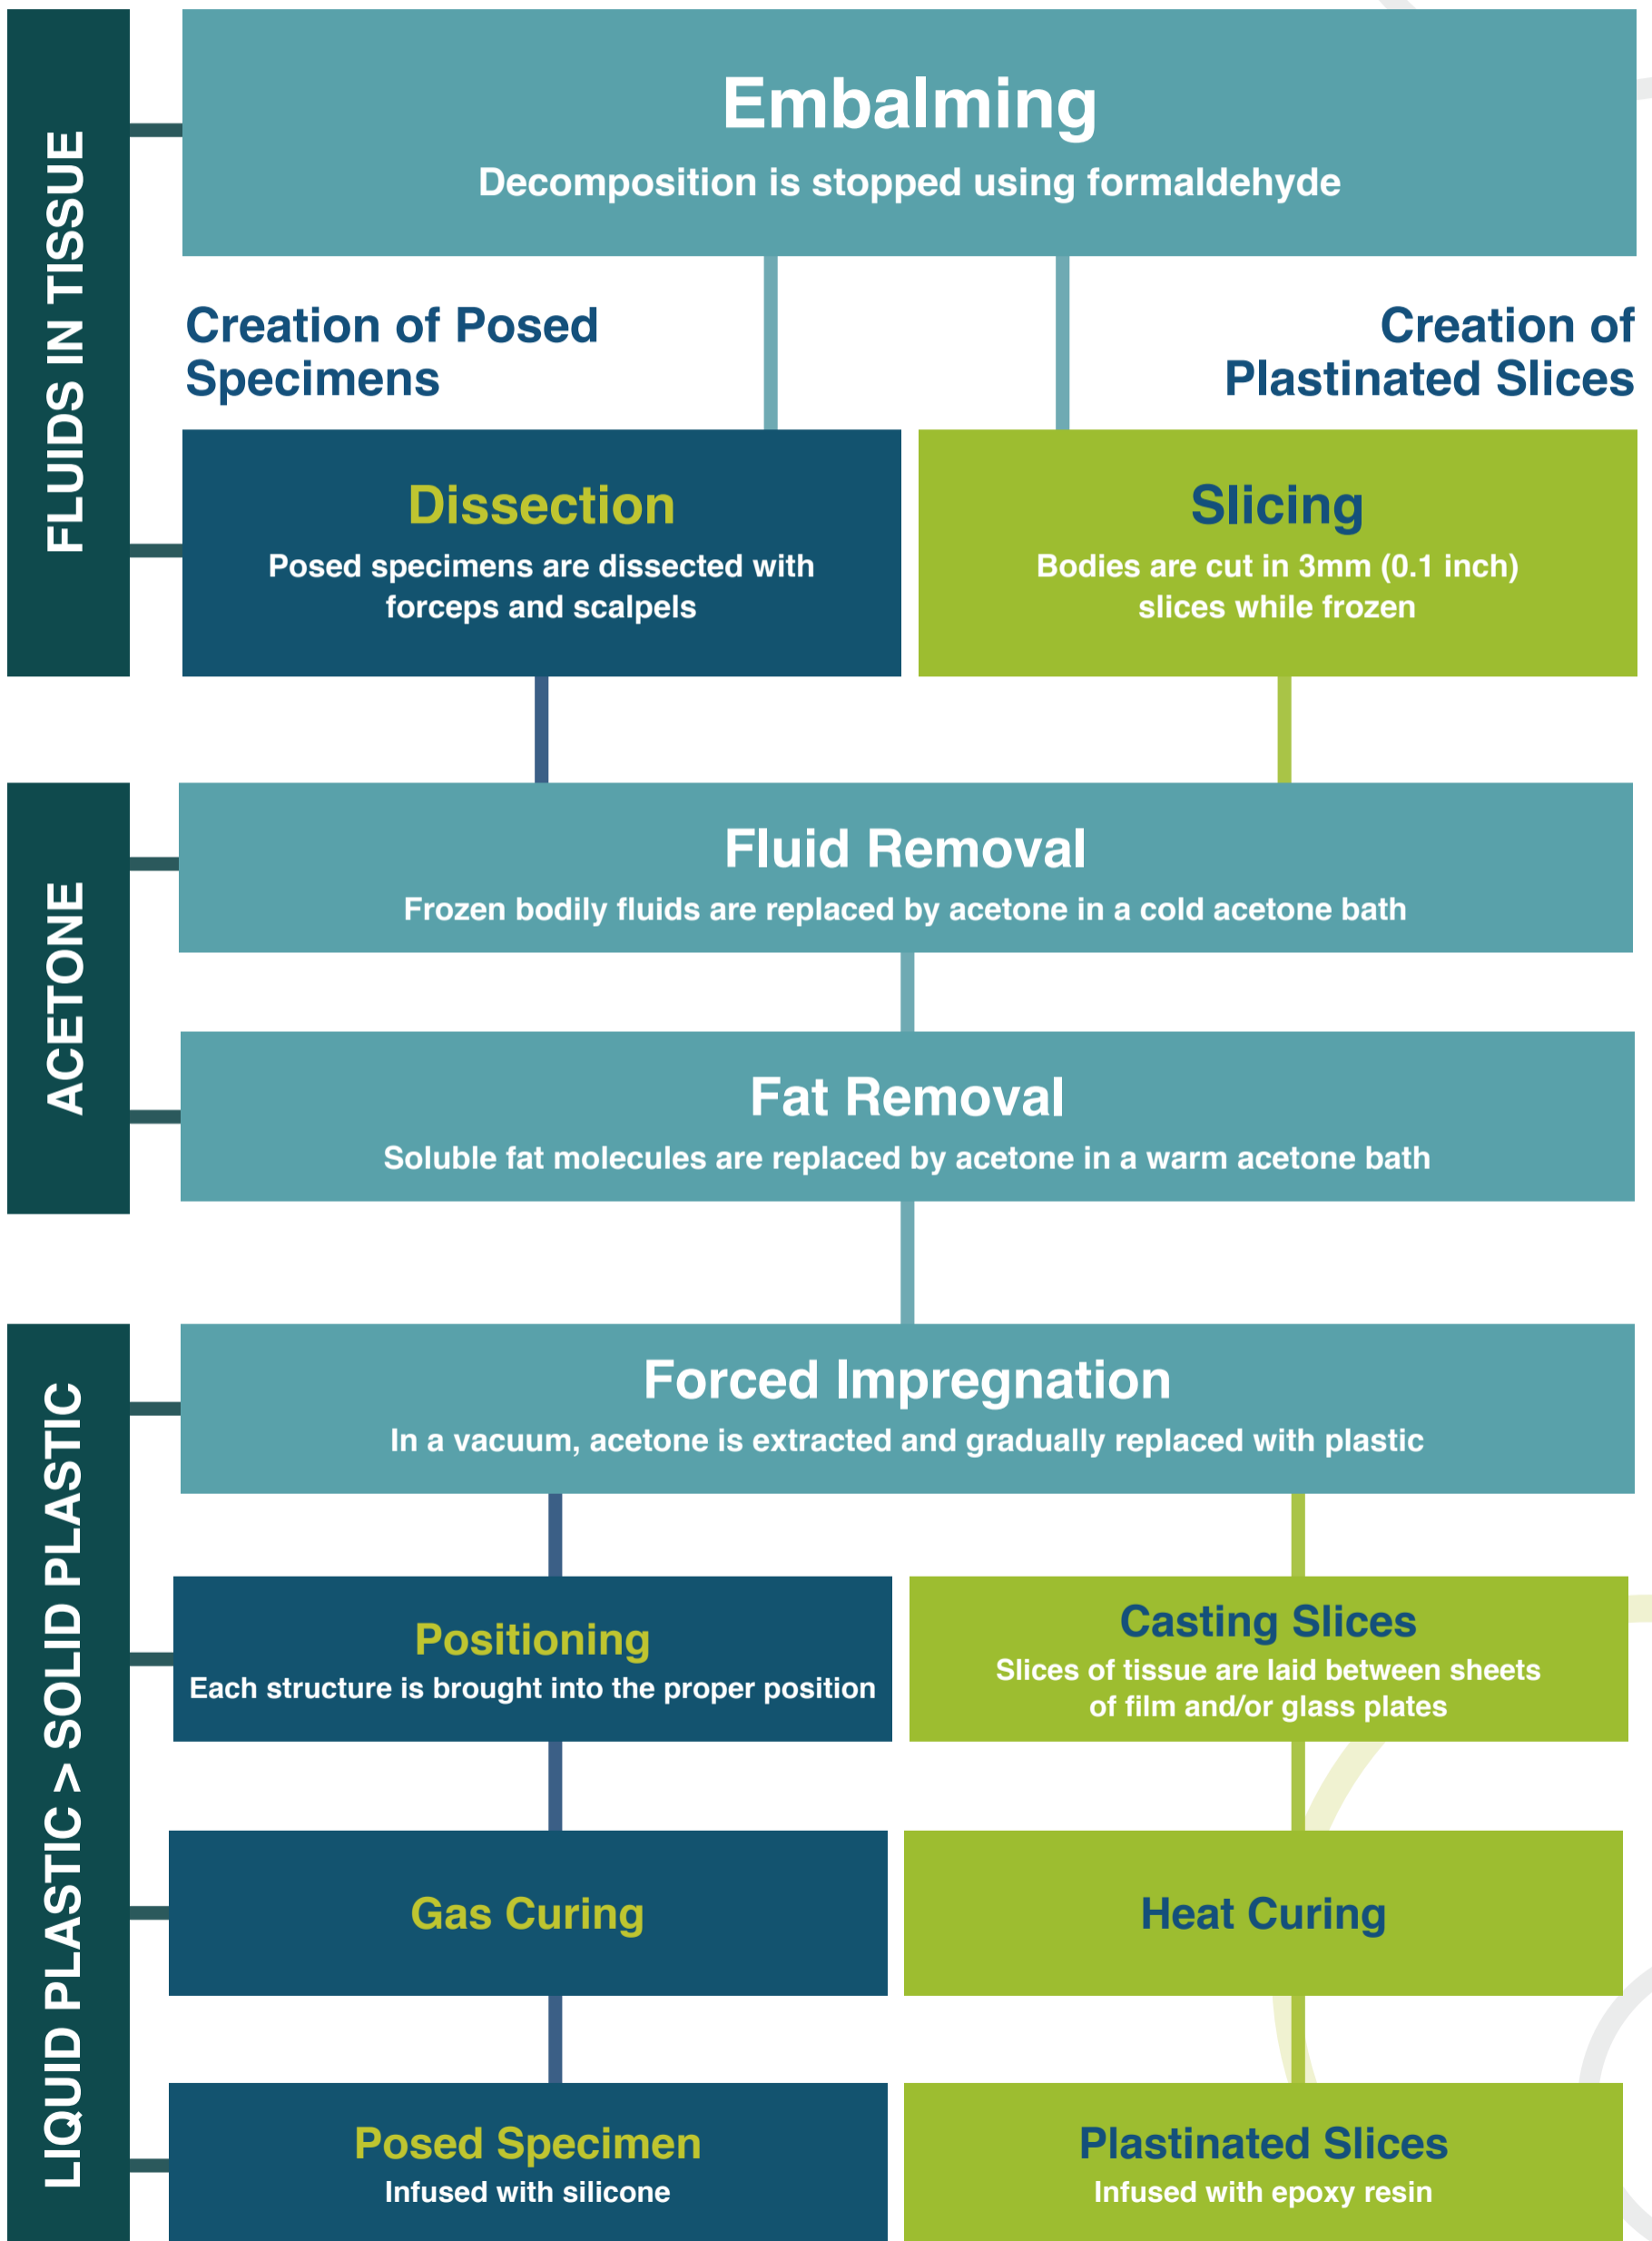 FLUIDS IN TISSUE
Embalming
Decomposition is stopped using formaldehyde
Creation of Posed
Specimens
Creation of
Plastinated Slices
Dissection
Posed specimens are dissected with
forceps and scalpels
Slicing
Bodies are cut in 3mm (0.1 inch)
slices while frozen
ACETONE
Fluid Removal
Frozen bodily fluids are replaced by acetone in a cold acetone bath
Fat Removal
Soluble fat molecules are replaced by acetone in a warm acetone bath
LIQUID PLASTIC > SOLID PLASTIC
Forced Impregnation
In a vacuum, acetone is extracted and gradually replaced with plastic
Positioning
Each structure is brought into the proper position
Casting Slices
Slices of tissue are laid between sheets
of film and/or glass plates
Gas Curing
Heat Curing
Posed Specimen
Infused with silicone
Plastinated Slices
Infused with epoxy resin